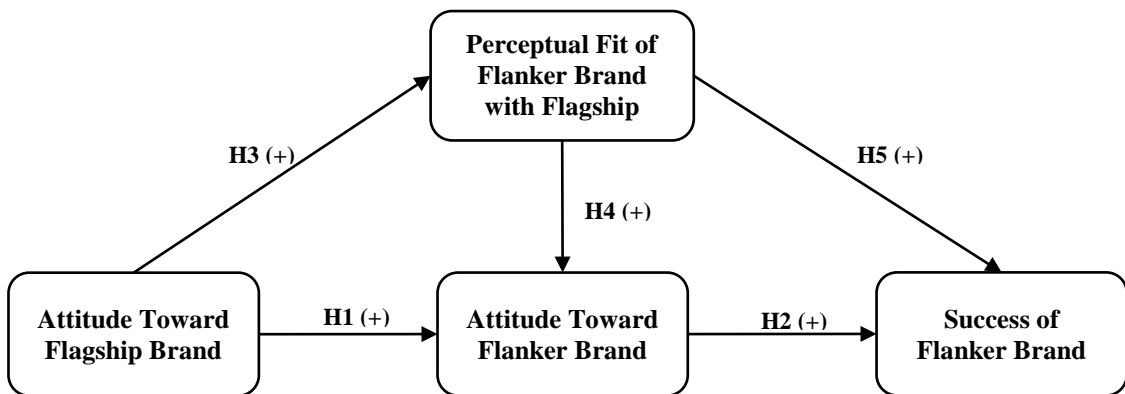 Perceptual Fit of
Flanker Brand
with Flagship
H3 (+)
H5 (+)
H4 (+)
Attitude Toward
Flagship Brand
H1 (+)
Attitude Toward
Flanker Brand
H2 (+)
Success of
Flanker Brand